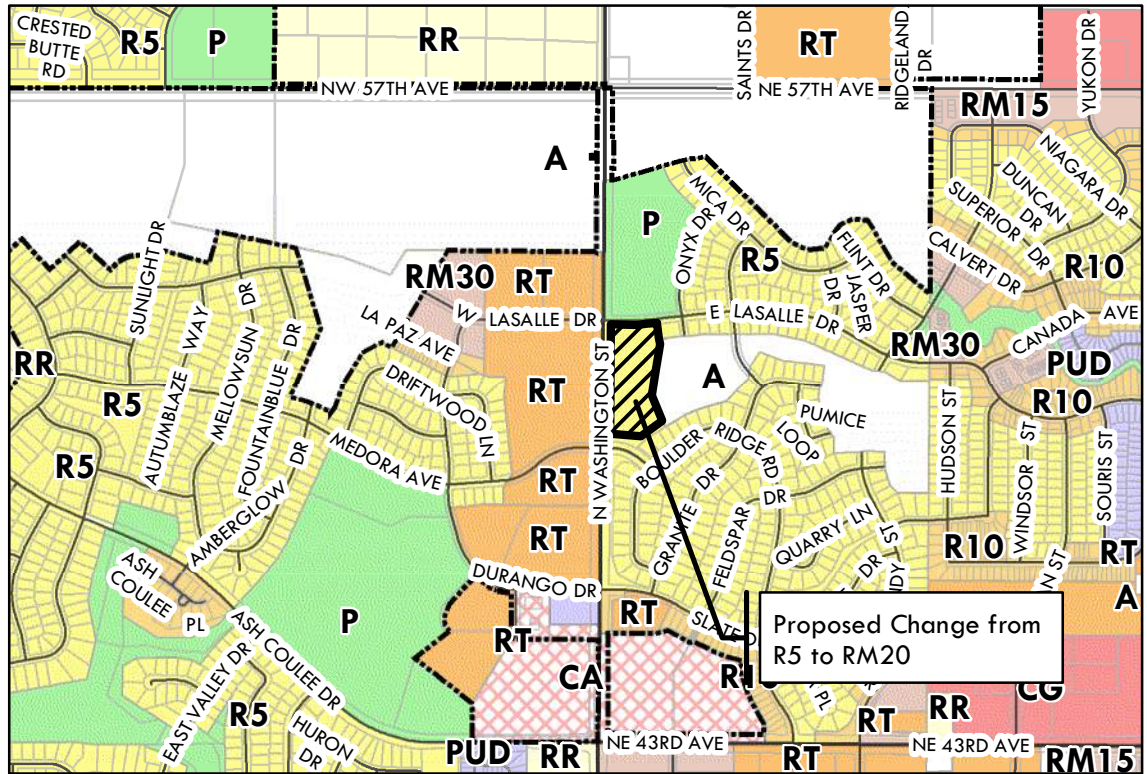 CRESTED
BUTTE
RD
R5
P
RR
RT
SAINTS DR
RIDGELAND
DR
YUKON DR
NW 57TH AVE
NE 57TH AVE
RM15
A
P
MICA DR
ONYX DR
R5
FLINT DR
JASPER
DR
NIAGARA DR
DUNCAN
DR
SUPERIOR DR
CALVERT DR
R10
SUNLIGHT DR
RM30
RT
W
LASALLE DR
E
LASALLE DR
RM30
CANADA
AVE
PUD
R10
LA PAZ AVE
RR
R5
AUTUMBLAZE
WAY
MELLOWSUN
DR
FOUNTAINBLUE
DR
DRIFTWOOD
LN
RT
N WASHINGTON ST
A
PUMICE
LOOP
BOULDER
RIDGE RD
HUDSON ST
WINDSOR ST
SOURIS ST
R5
AMBERGLOW
DR
MEDORA AVE
RT
GRANITE
DR
FELDSPAR
DR
QUARRY LN
R10
RT
RT
DURANGO DR
ASH
COULEE
PL
ASH COULEE DR
P
RT
RT
A
Proposed Change from
R5 to RM20
CA
CG
EAST VALLEY DR
R5
HURON
DR
PL
RT
RR
PUD
RR
NE 43RD AVE
RT
NE 43RD AVE
RM15